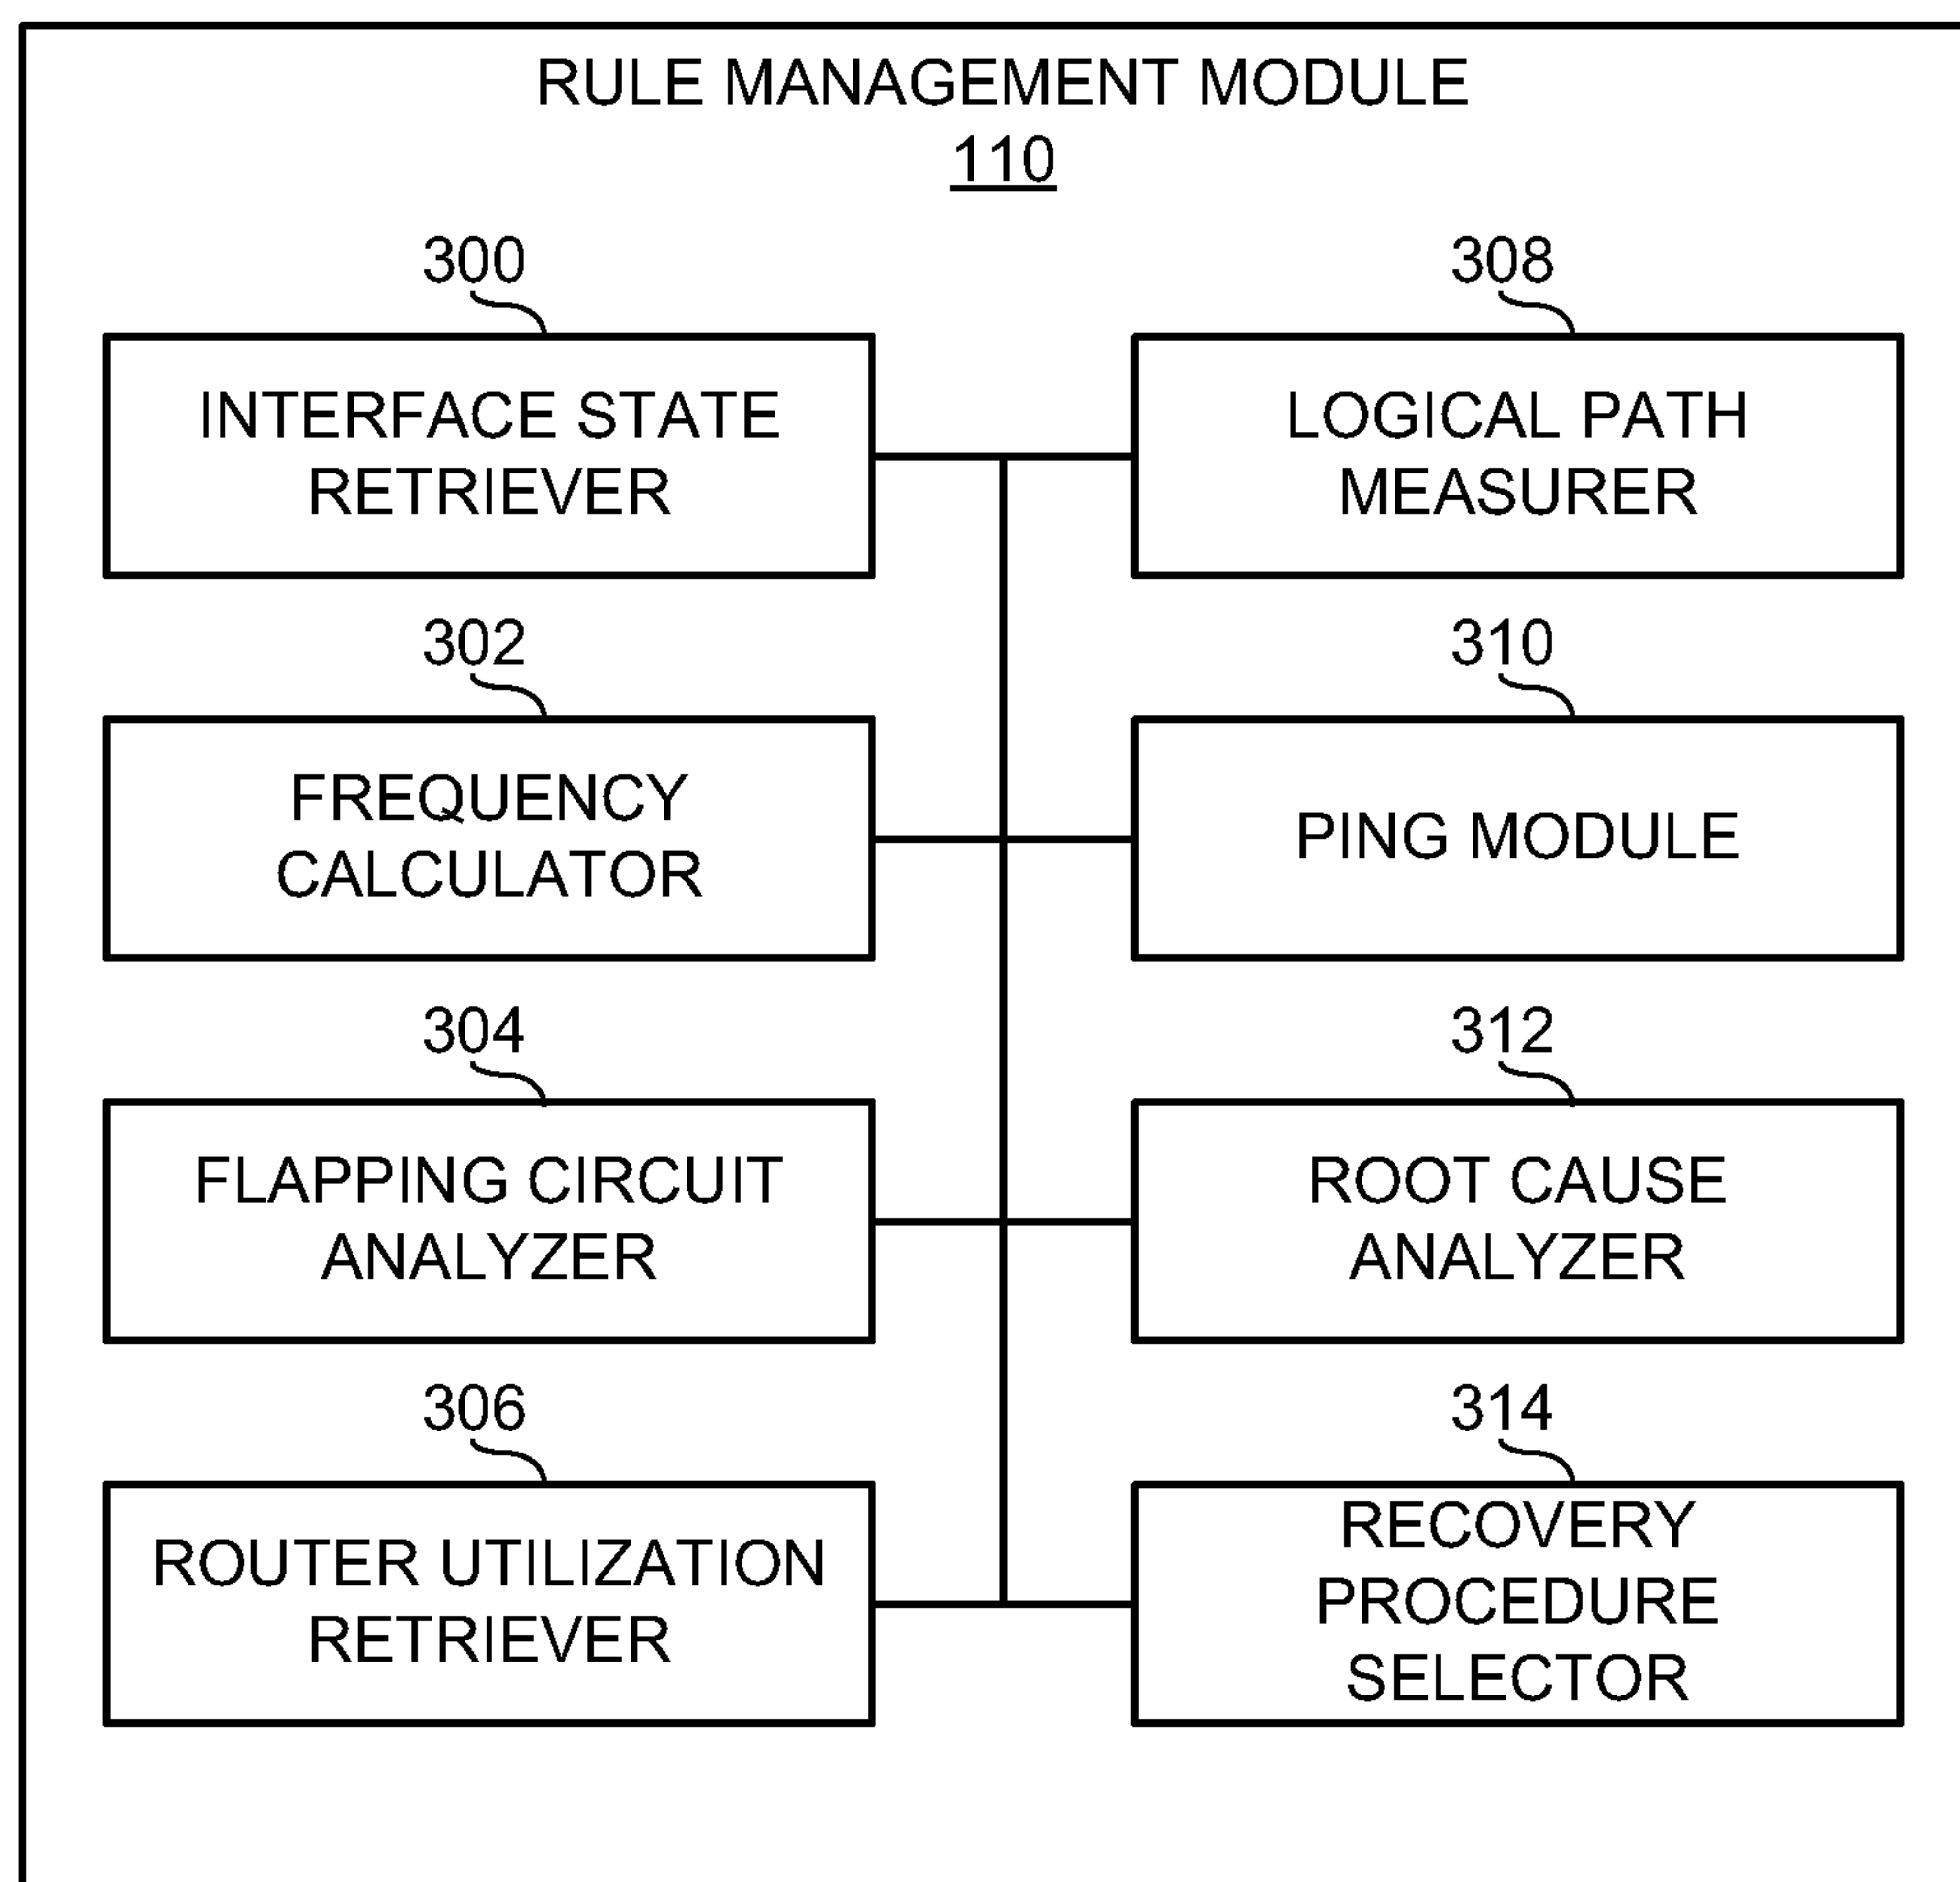 RULE MANAGEMENT MODULE
110
300
INTERFACE STATE
RETRIEVER
308
LOGICAL PATH
MEASURER
302
FREQUENCY
CALCULATOR
310
PING MODULE
304
FLAPPING CIRCUIT
ANALYZER
312
ROOT CAUSE
ANALYZER
306
ROUTER UTILIZATION
RETRIEVER
314
RECOVERY
PROCEDURE
SELECTOR